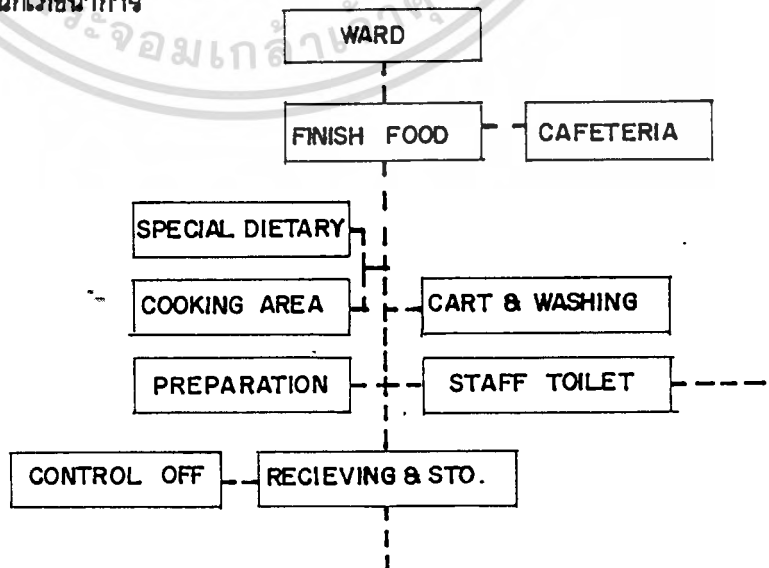 WARD
FINISH FOOD
CAFETERIA
SPECIAL DIETARY
COOKING AREA
CART & WASHING
PREPARATION
STAFF TOILET
CONTROL OFF
RECIEVING & STO.